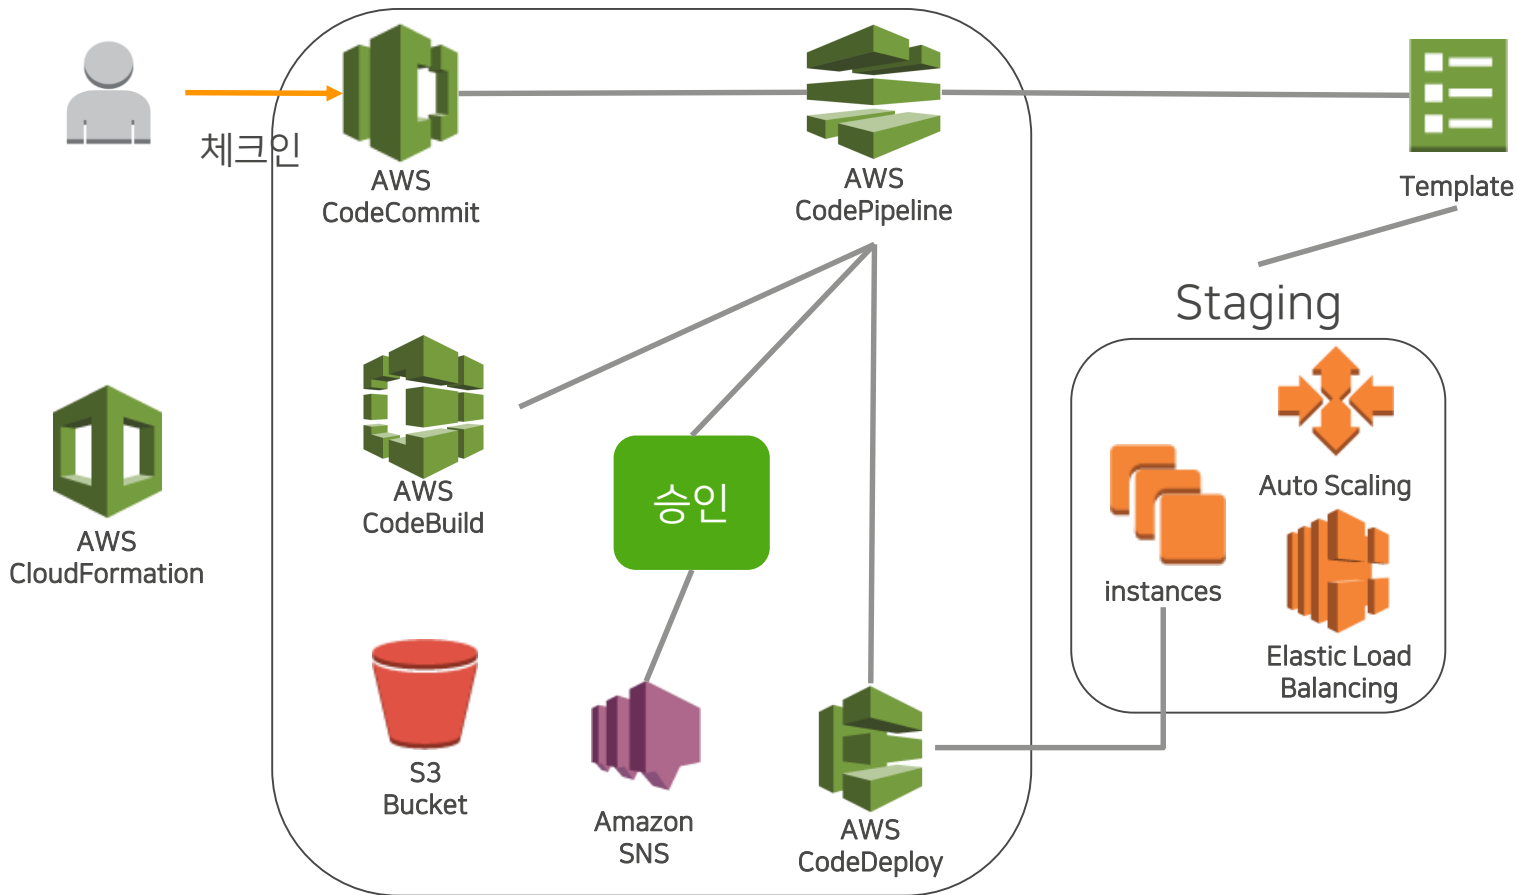 체크인
AWS
CodeCommit
AWS
CodePipeline
Template
Staging
AWS
CodeBuild
승인
Auto Scaling
instances
AWS
CloudFormation
Elastic Load
Balancing
S3
Bucket
Amazon
SNS
AWS
CodeDeploy